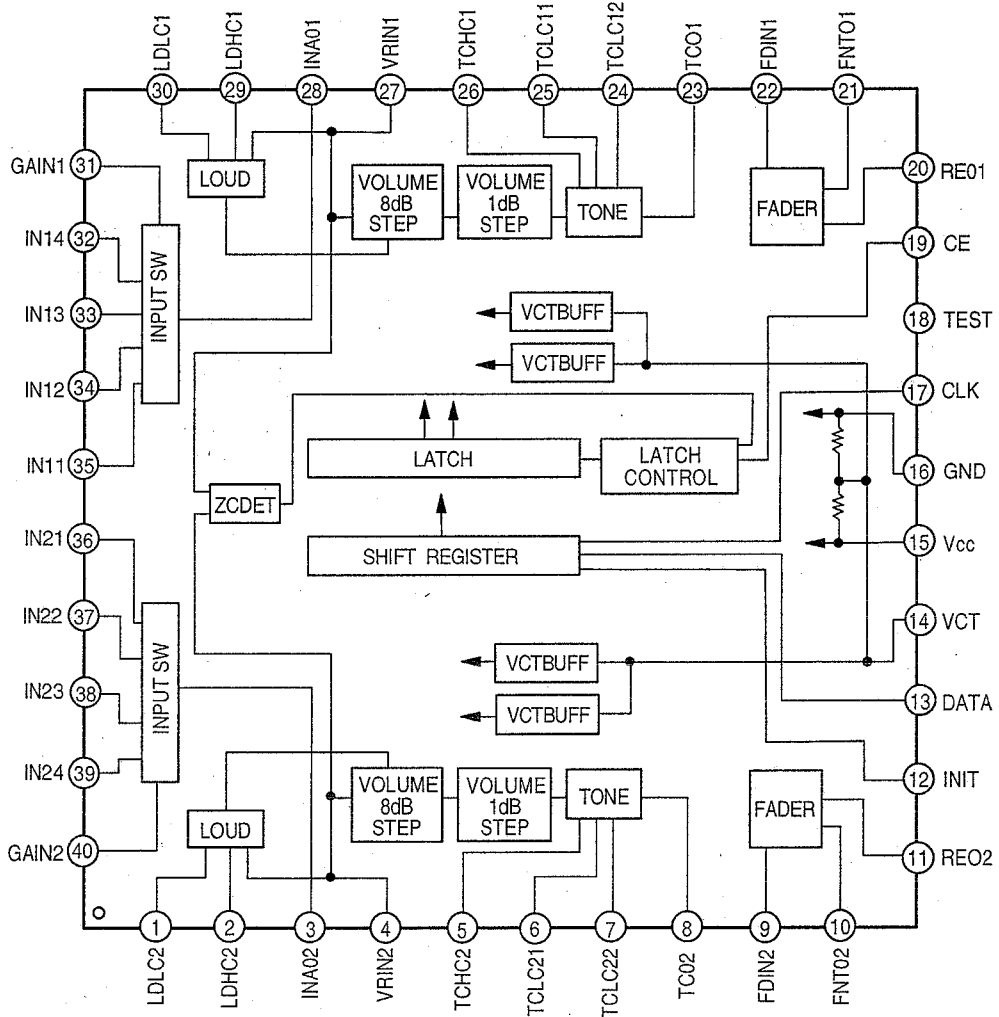 LDLC1
LDHC1
INA01
VRIN1
TCHC1
TCLC11
TCLC12
TCO1
FDIN1
FNTO1
30
29
28
27
26
25
24
23
22
21
GAIN1 31
IN14 32
IN13 33
IN12 34
IN11 35
IN21 36
IN22 37
IN23 38
IN24 39
GAIN2 40
INPUT SW
INPUT SW
LOUD
VOLUME
8dB
STEP
VOLUME
1dB
STEP
TONE
FADER
VCTBUFF
VCTBUFF
LATCH
LATCH
CONTROL
ZCDET
SHIFT REGISTER
VCTBUFF
VCTBUFF
LOUD
VOLUME
8dB
STEP
VOLUME
1dB
STEP
TONE
FADER
20 RE01
19 CE
18 TEST
17 CLK
16 GND
15 Vcc
14 VCT
13 DATA
12 INIT
11 REO2
1
2
3
4
5
6
7
8
9
10
LDLC2
LDHC2
INA02
VRIN2
TCHC2
TCLC21
TCLC22
TC02
FDIN2
FNT02